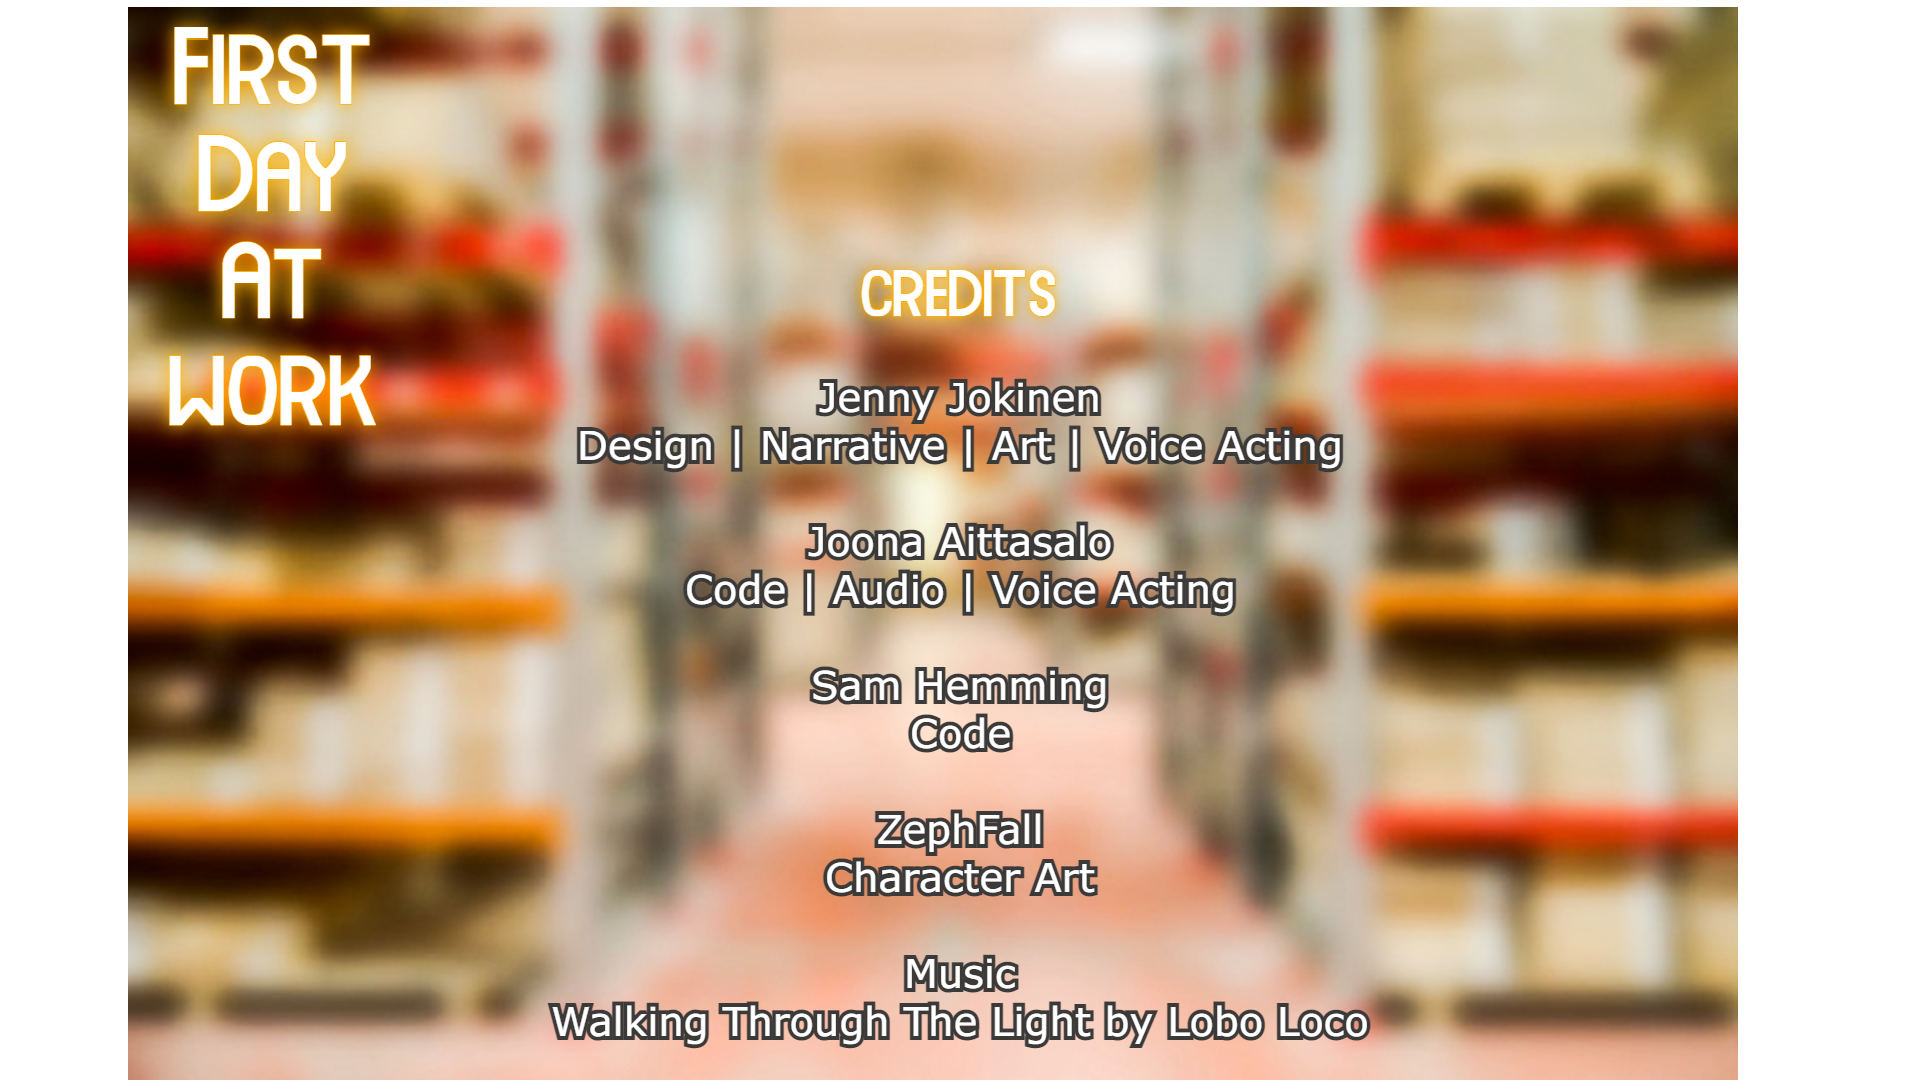 First
Day
At
work
CREDITS
Jenny Jokinen
Design | Narrative | Art | Voice Acting
Joona Aittasalo
Code | Audio | Voice Acting
Sam Hemming
Code
ZephFall
Character Art
Music
Walking Through The Light by Lobo Loco